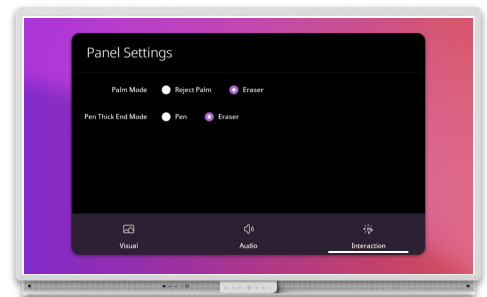 Panel Settings
Palm Mode Reject Palm Eraser
Pen Thick End Mode Pen Eraser
Visual Audio Interaction